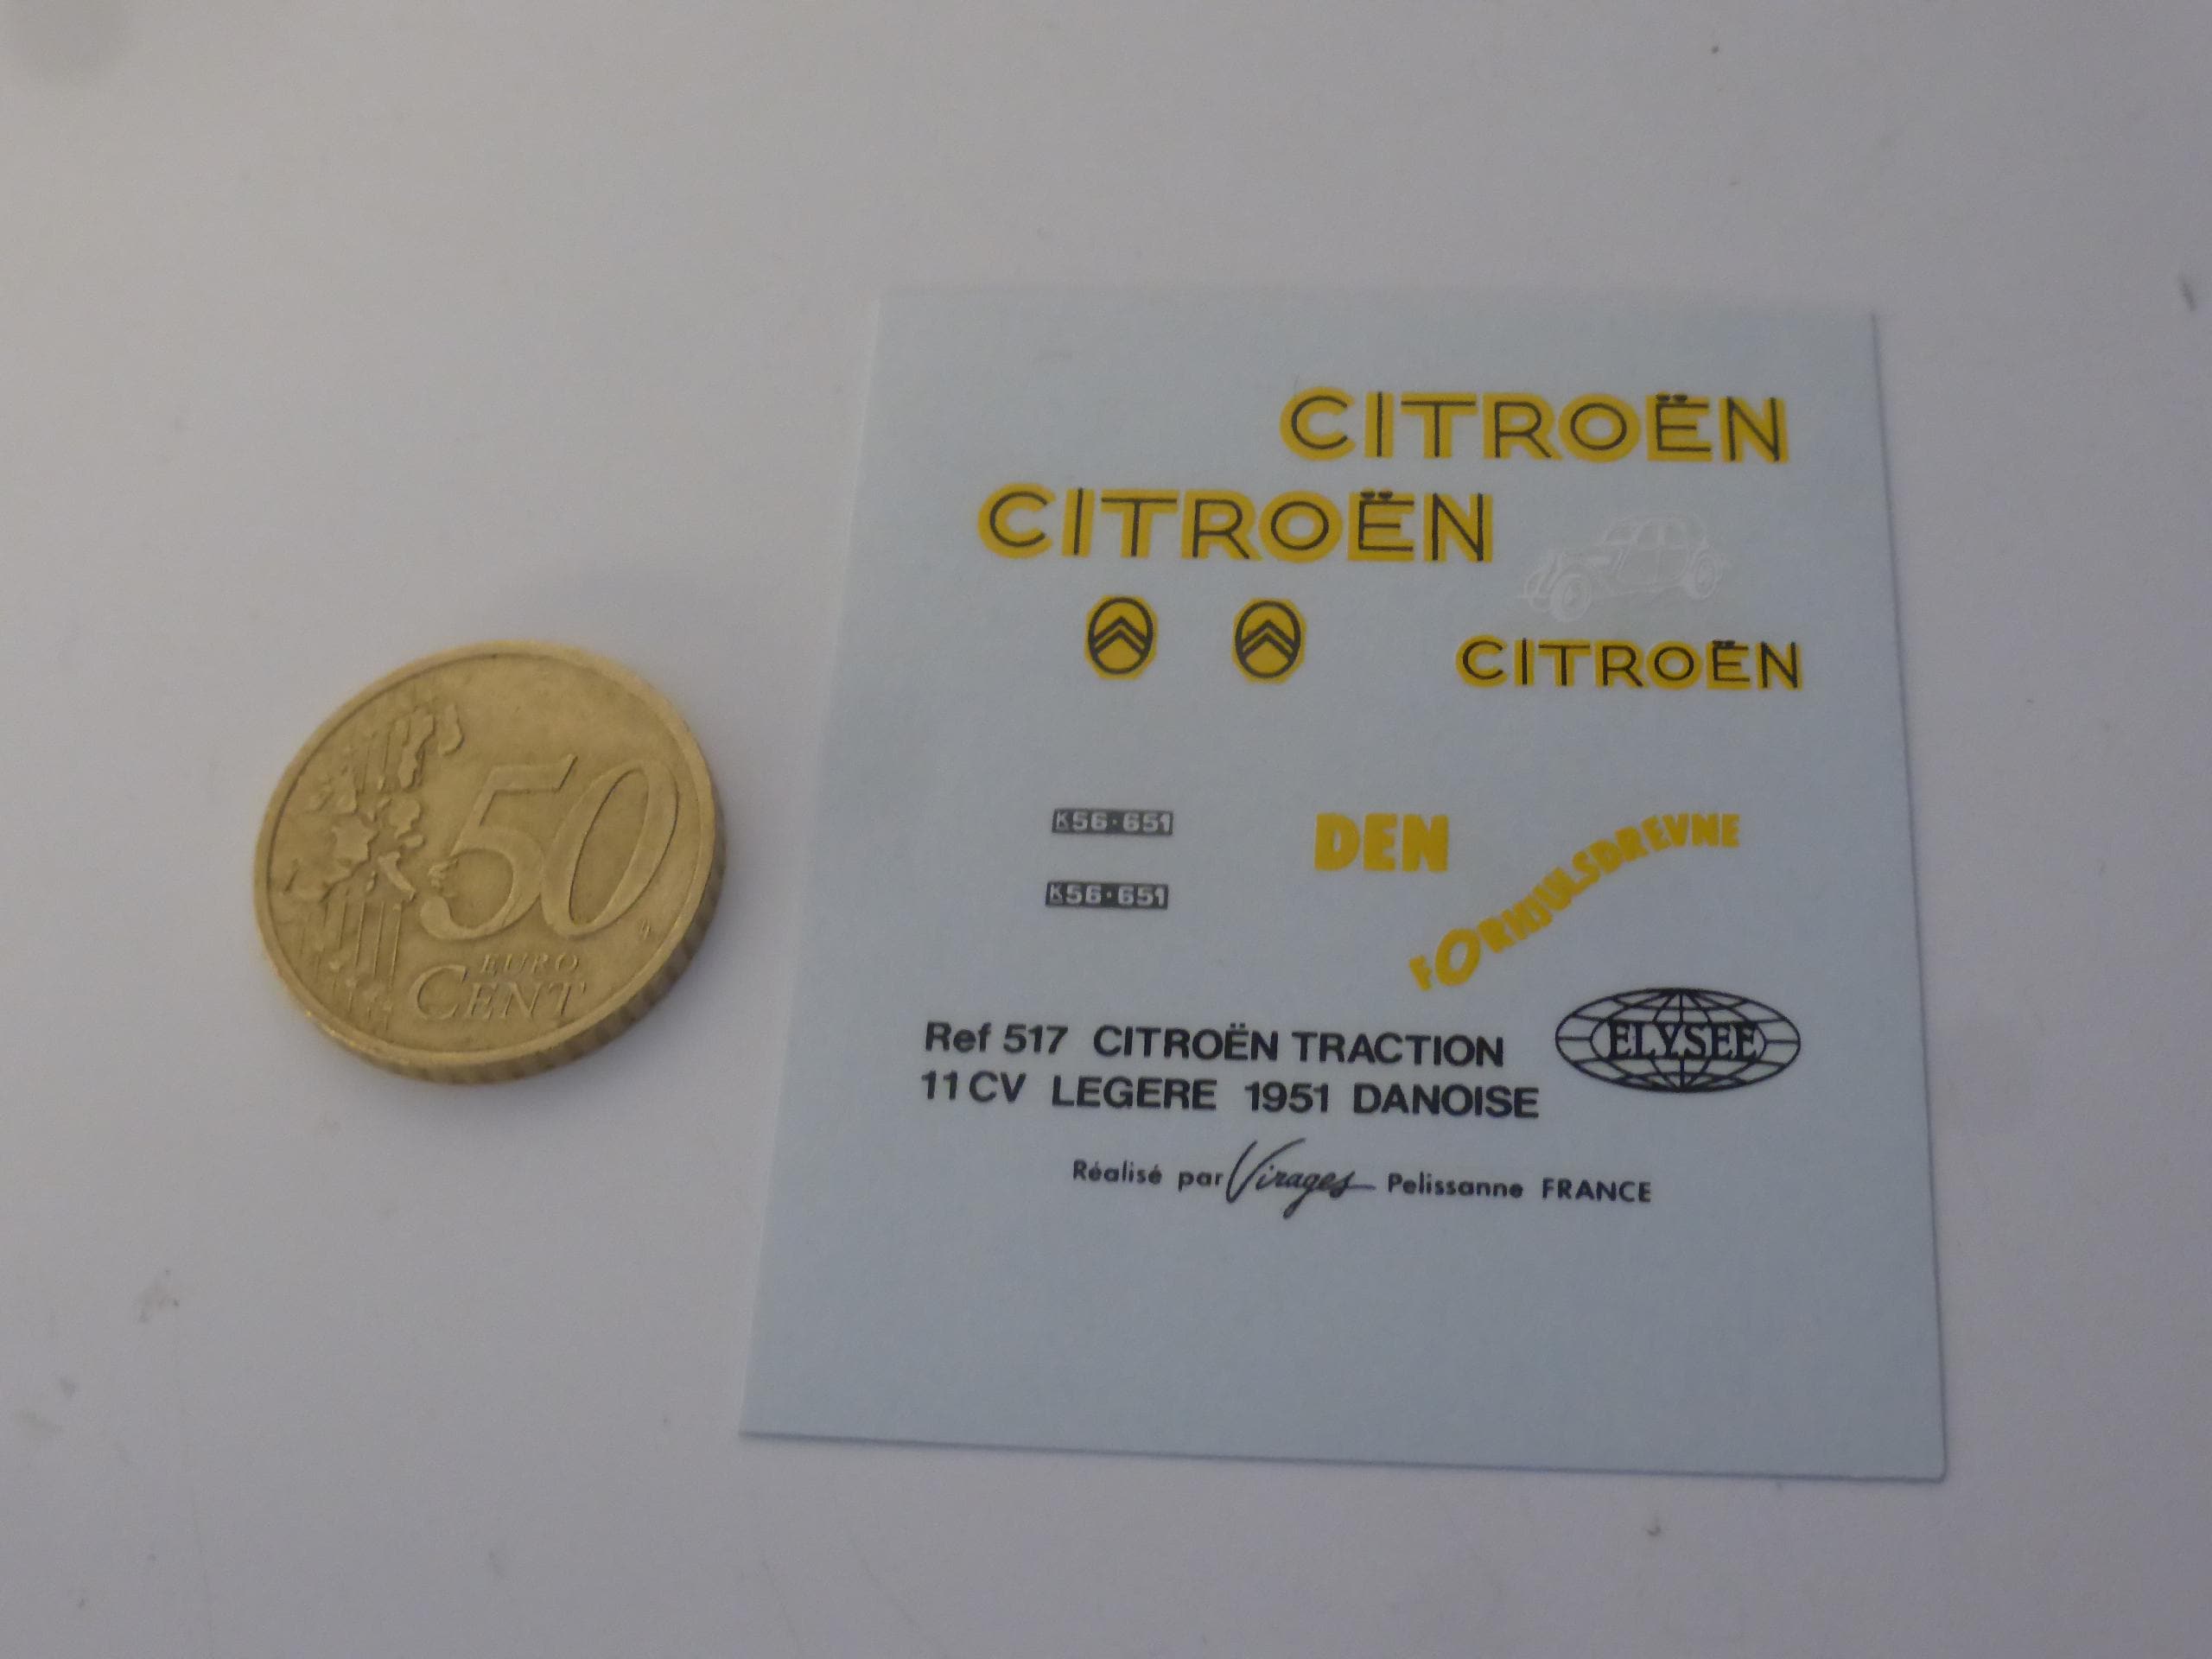 CITROËN
CITROËN
CITROËN
K56·651
K56·651
DEN
FORHJULSDREVNE
ELYSEE
Ref 517 CITROËN TRACTION
11CV LEGERE 1951 DANOISE
Réalisé par Virages Pelissanne FRANCE
50
EURO
CENT